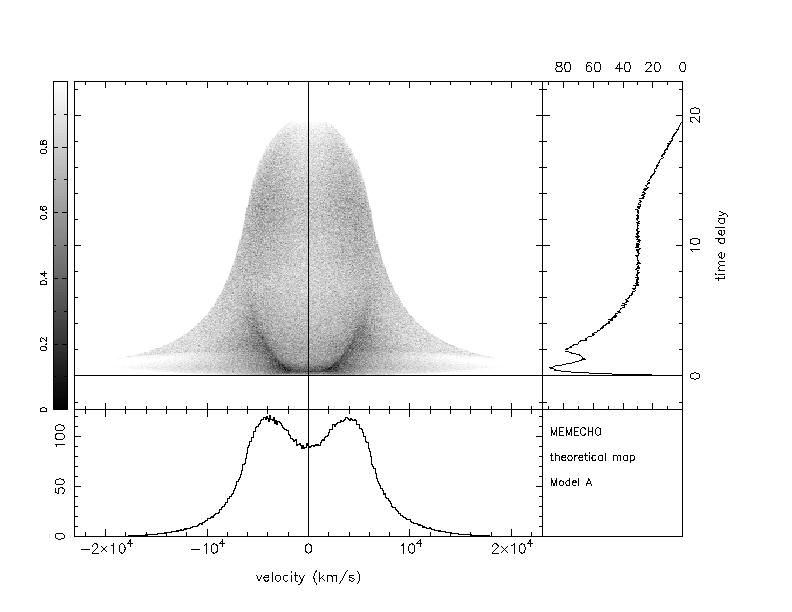 80 60 40 20 0
0 0.2 0.4 0.6 0.8
0 10 20
time delay
0 50 100
MEMECHO
theoretical map
Model A
−2×10⁴ −10⁴ 0 10⁴ 2×10⁴
velocity (km/s)